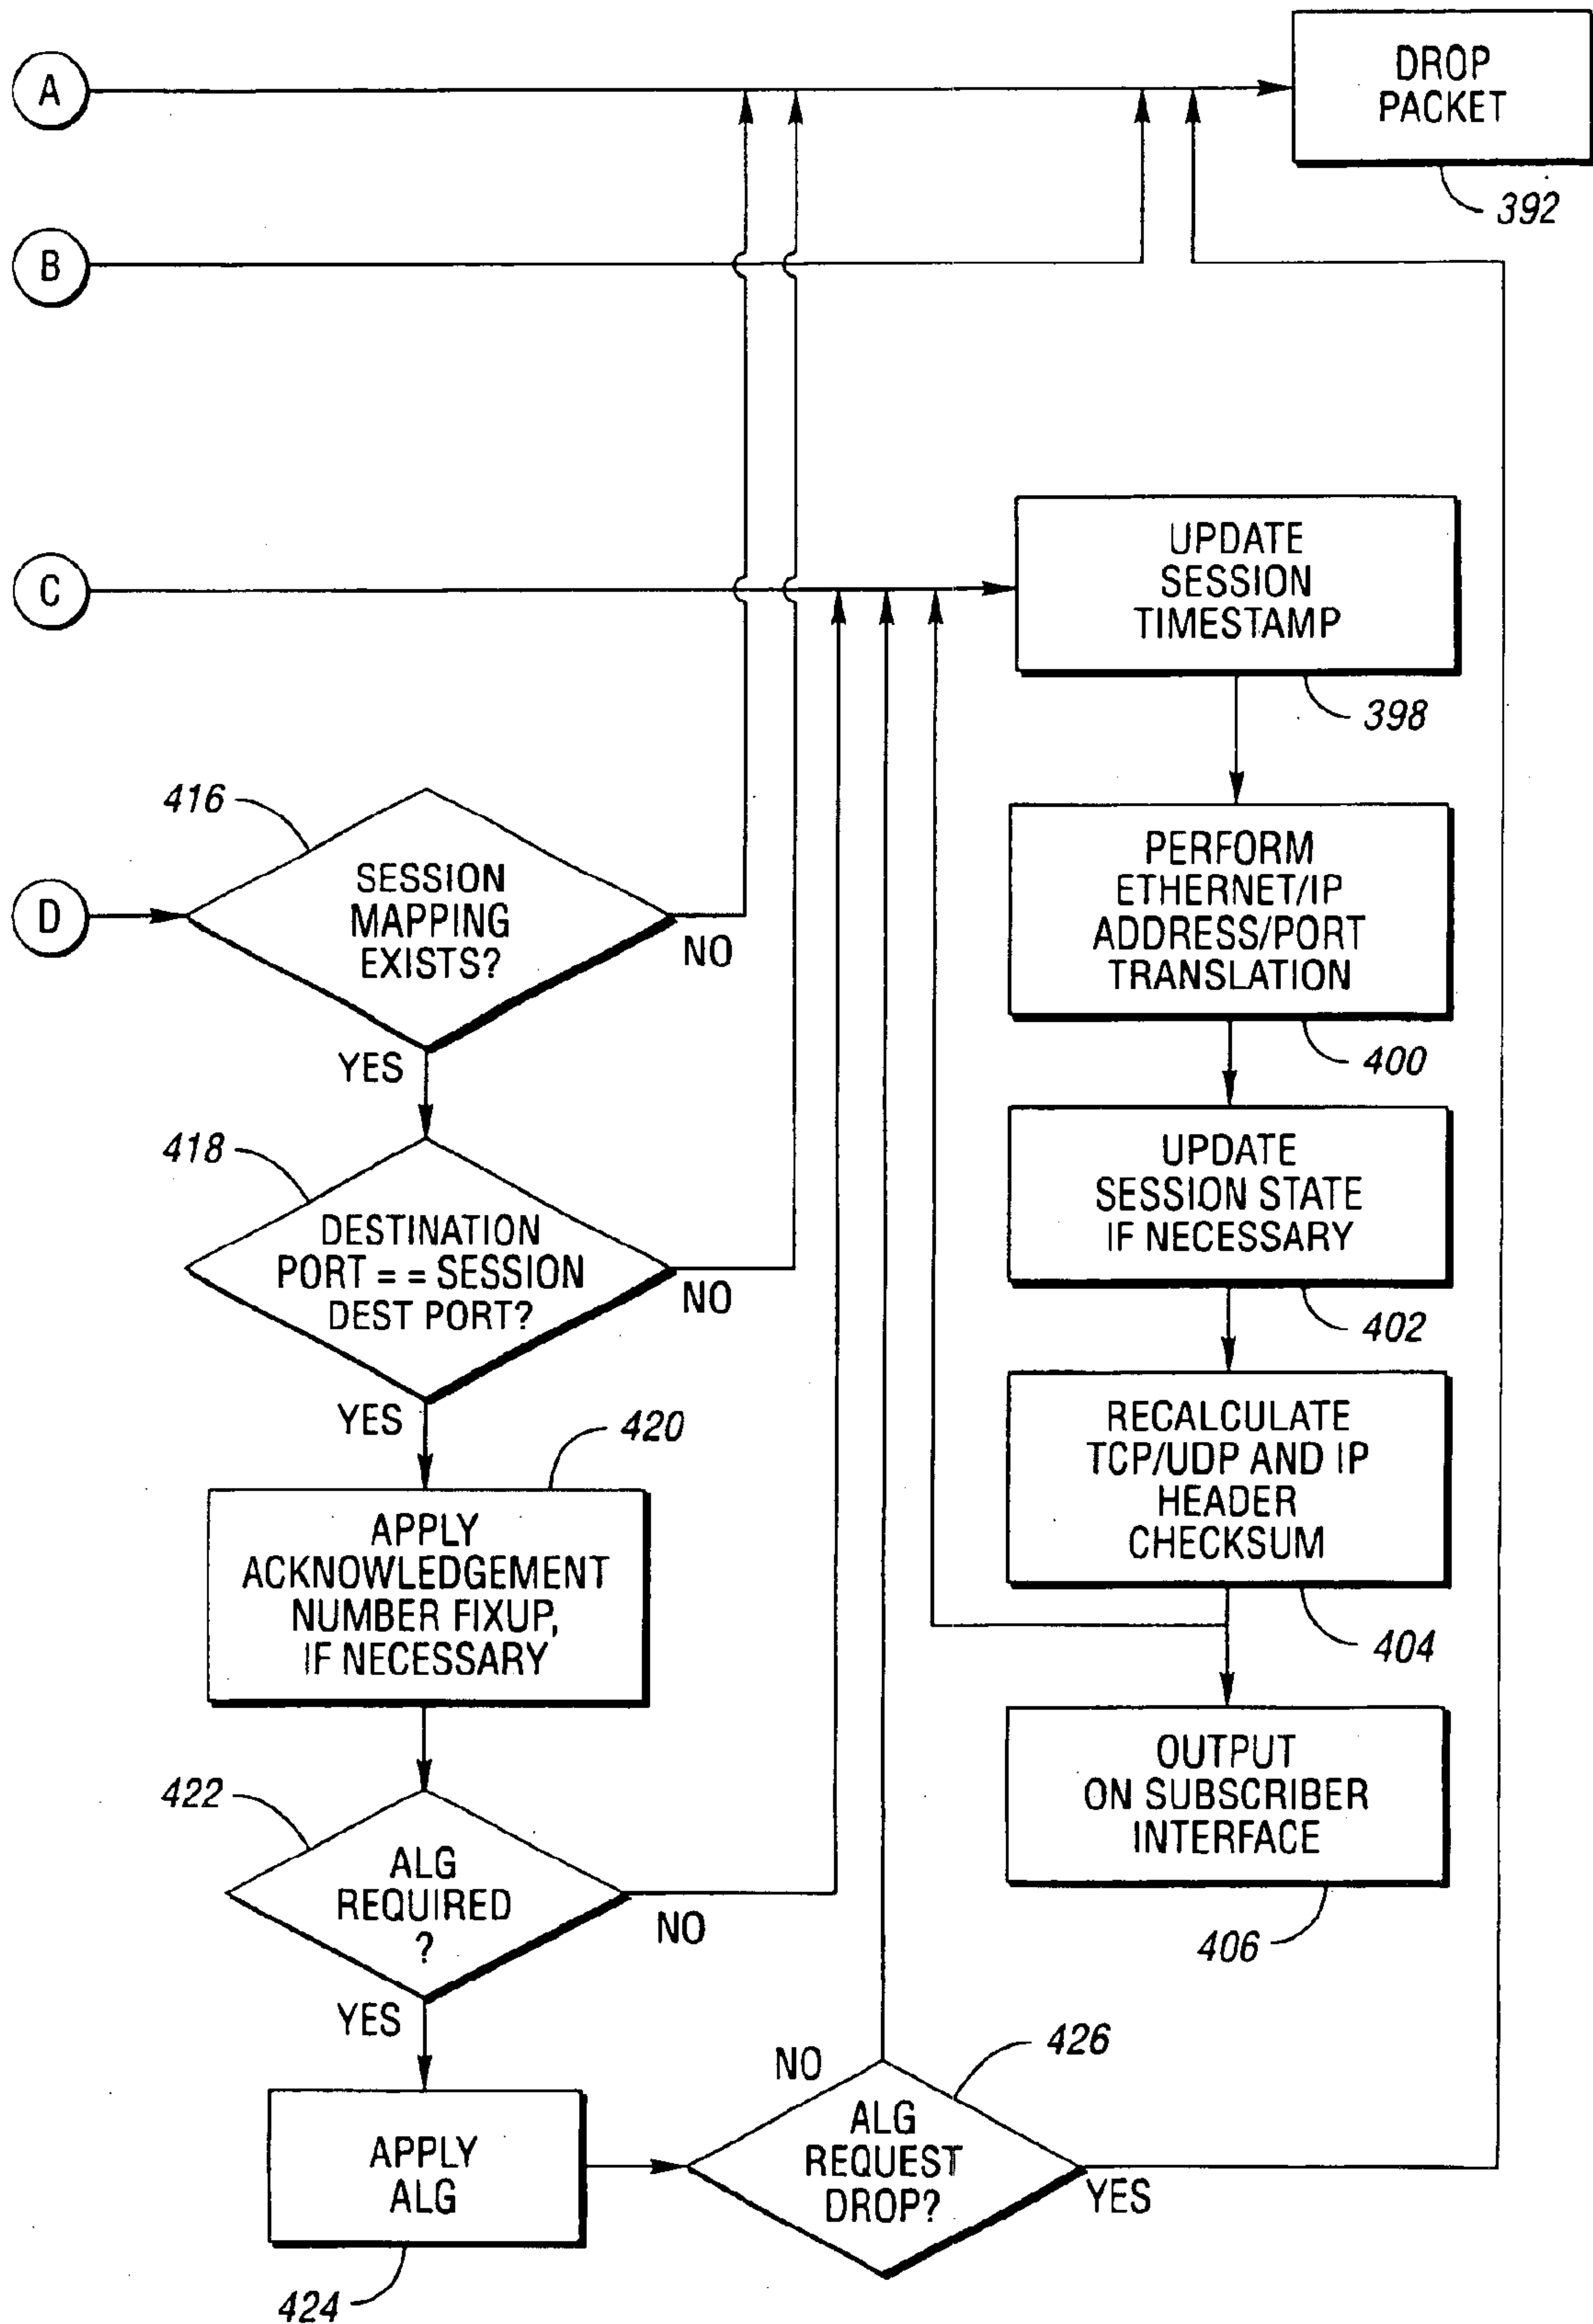 A
DROP
PACKET
392
B
C
UPDATE
SESSION
TIMESTAMP
398
416
SESSION
MAPPING
EXISTS?
D
NO
YES
PERFORM
ETHERNET/IP
ADDRESS/PORT
TRANSLATION
400
418
DESTINATION
PORT = = SESSION
DEST PORT?
NO
YES
UPDATE
SESSION STATE
IF NECESSARY
402
420
APPLY
ACKNOWLEDGEMENT
NUMBER FIXUP,
IF NECESSARY
RECALCULATE
TCP/UDP AND IP
HEADER
CHECKSUM
404
422
ALG
REQUIRED
?
NO
YES
OUTPUT
ON SUBSCRIBER
INTERFACE
406
APPLY
ALG
424
NO
426
ALG
REQUEST
DROP?
YES